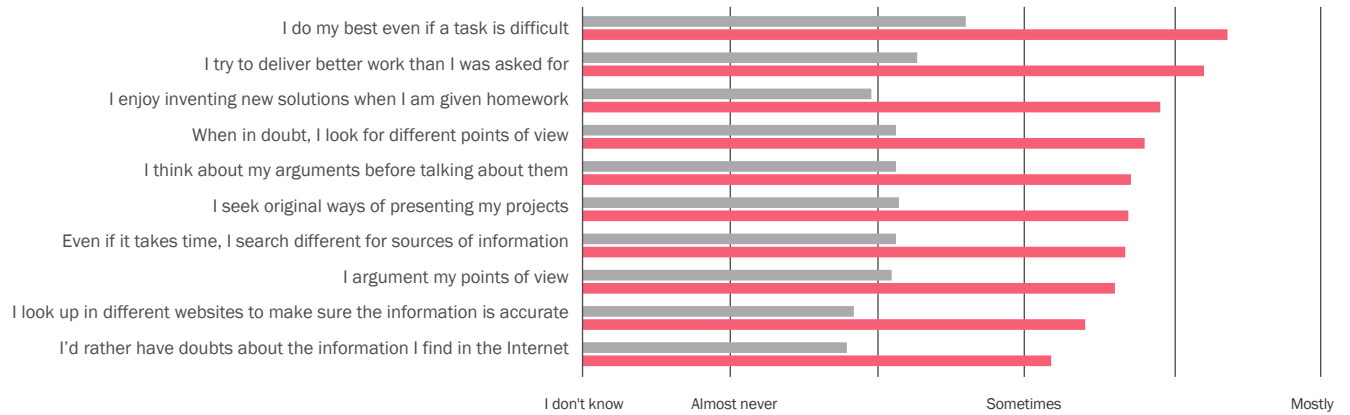 I do my best even if a task is difficult
I try to deliver better work than I was asked for
I enjoy inventing new solutions when I am given homework
When in doubt, I look for different points of view
I think about my arguments before talking about them
I seek original ways of presenting my projects
Even if it takes time, I search different for sources of information
I argument my points of view
I look up in different websites to make sure the information is accurate
I’d rather have doubts about the information I find in the Internet
I don't know Almost never Sometimes Mostly